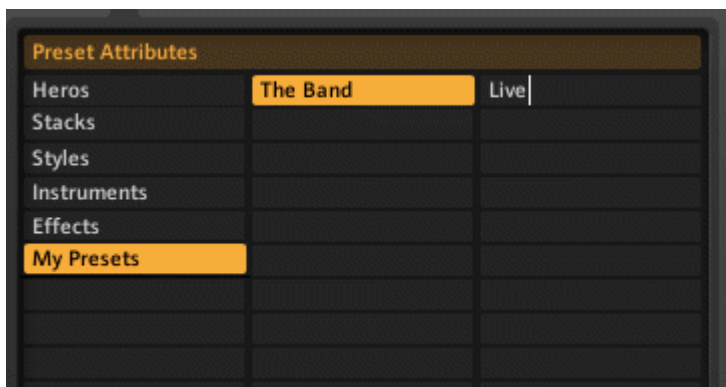 Preset Attributes
Heros The Band Live
Stacks
Styles
Instruments
Effects
My Presets